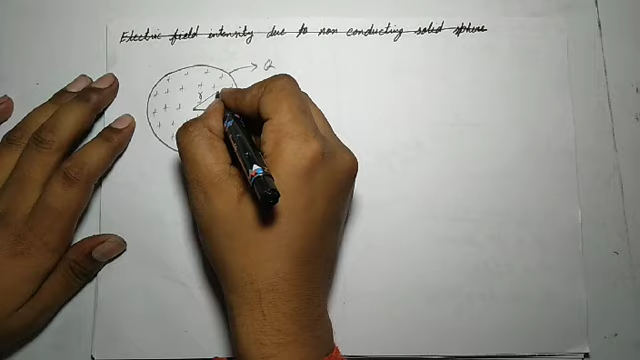 Electric field intensity due to non conducting solid sphere
Q
r